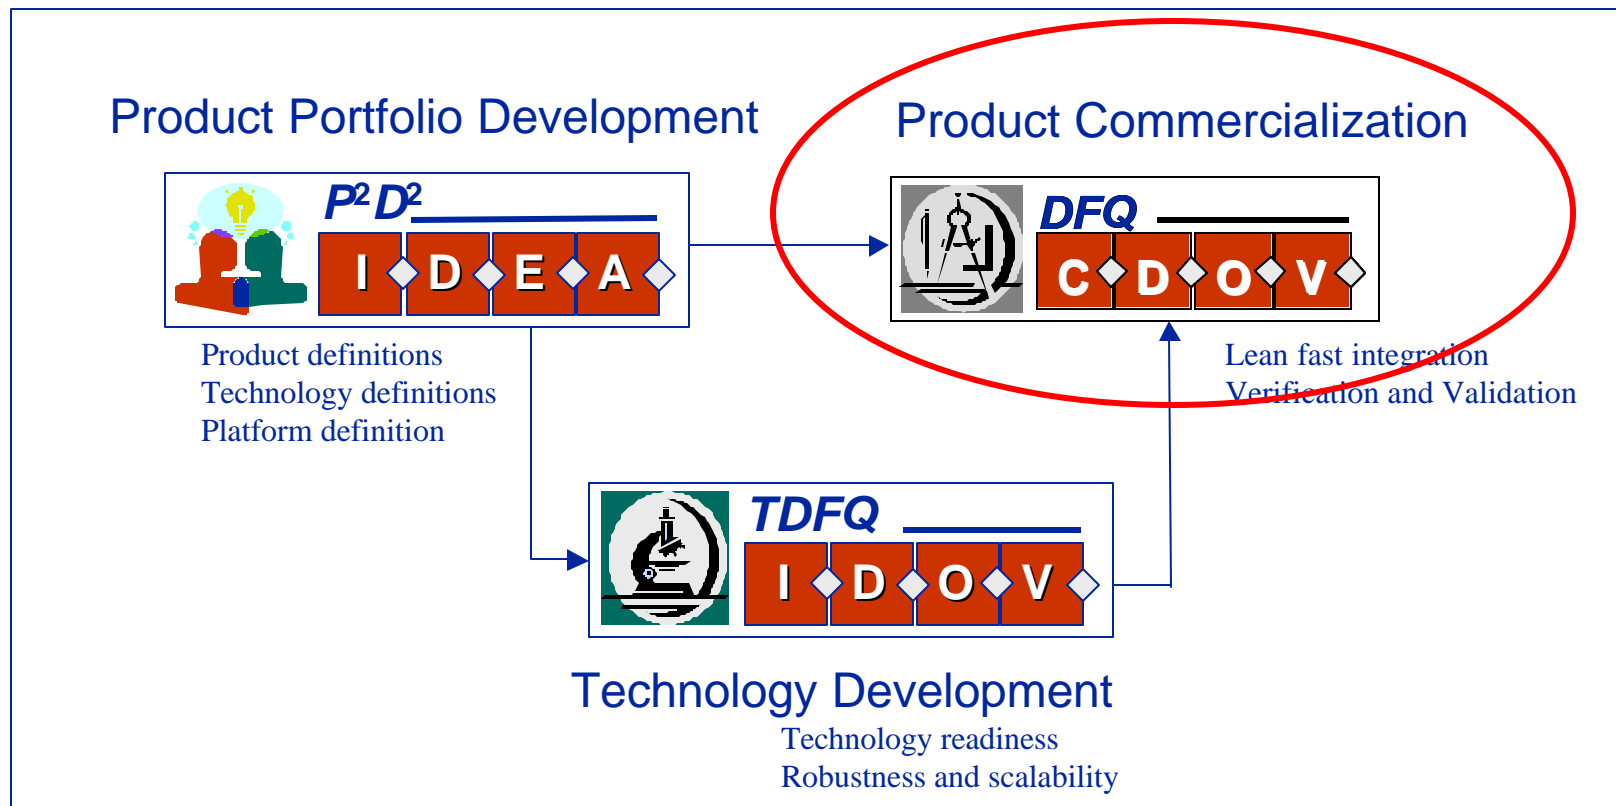 Product Portfolio Development
P²D²
I D E A
Product definitions
Technology definitions
Platform definition
Product Commercialization
DFQ
C D O V
Lean fast integration
Verification and Validation
TDFQ
I D O V
Technology Development
Technology readiness
Robustness and scalability